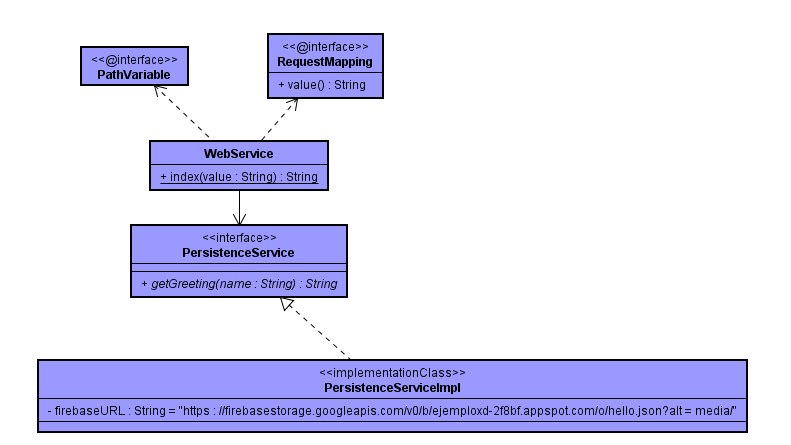 <<@interface>>
PathVariable
<<@interface>>
RequestMapping
+ value() : String
WebService
+ index(value : String) : String
<<interface>>
PersistenceService
+ getGreeting(name : String) : String
<<implementationClass>>
PersistenceServiceImpl
- firebaseURL : String = "https : //firebasestorage.googleapis.com/v0/b/ejemploxd-2f8bf.appspot.com/o/hello.json?alt = media/"